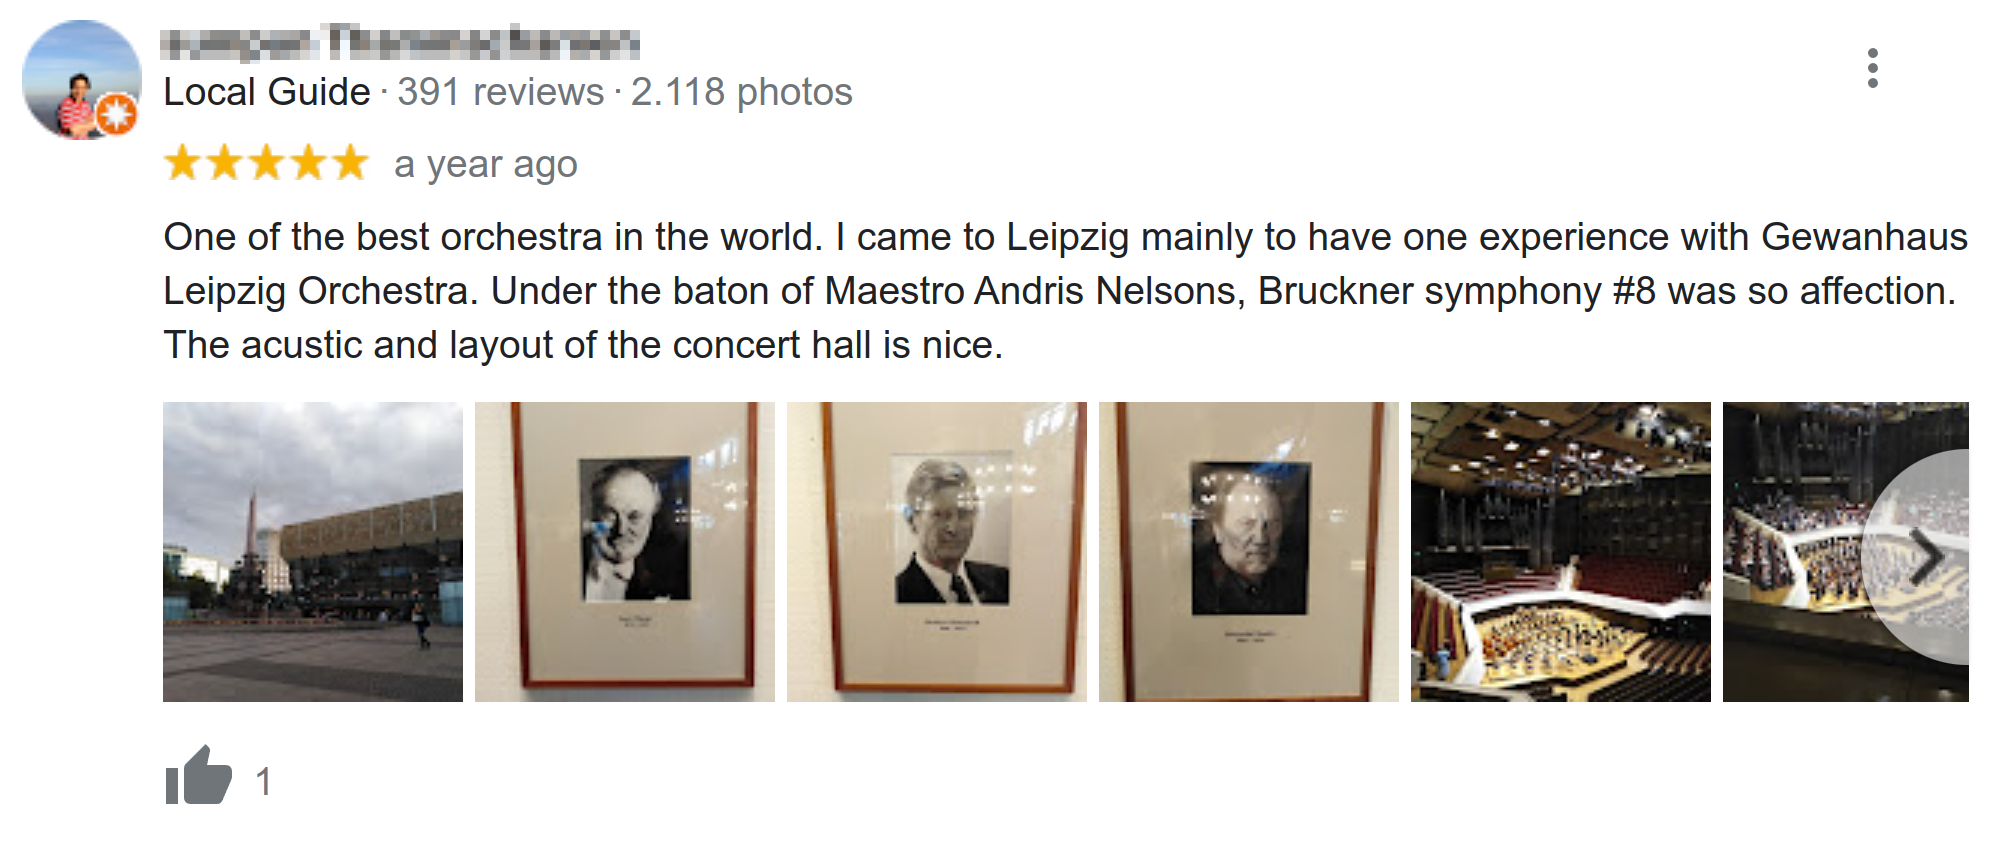 Local Guide · 391 reviews · 2.118 photos
a year ago
One of the best orchestra in the world. I came to Leipzig mainly to have one experience with Gewanhaus
Leipzig Orchestra. Under the baton of Maestro Andris Nelsons, Bruckner symphony #8 was so affection.
The acustic and layout of the concert hall is nice.
1